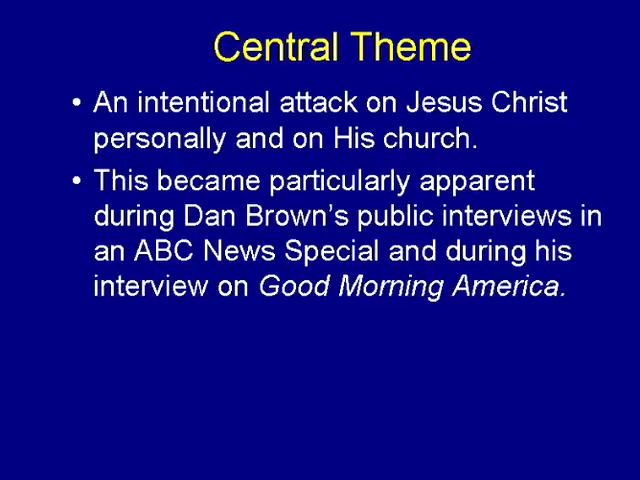 Central Theme
• An intentional attack on Jesus Christ
personally and on His church.
• This became particularly apparent
during Dan Brown’s public interviews in
an ABC News Special and during his
interview on Good Morning America.